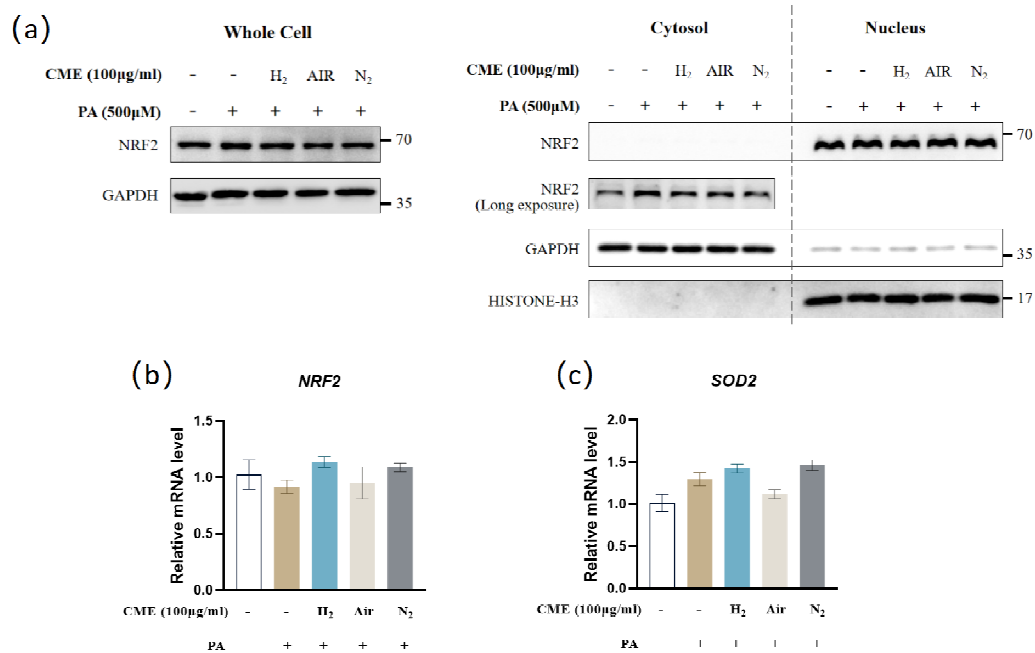 (a)
Whole Cell
CME (100μg/ml) - - H₂ AIR N₂
PA (500μM) - + + + +
NRF2 70
GAPDH 35
Cytosol Nucleus
CME (100μg/ml) - - H₂ AIR N₂ - - H₂ AIR N₂
PA (500μM) - + + + + - + + + +
NRF2 70
NRF2
(Long exposure)
GAPDH 35
HISTONE-H3 17
(b)
NRF2
Relative mRNA level
1.5
1.0
0.5
0.0
CME (100μg/ml) - - H₂ Air N₂
PA + + + +
(c)
SOD2
Relative mRNA level
2.0
1.5
1.0
0.5
0.0
CME (100μg/ml) - - H₂ Air N₂
PA